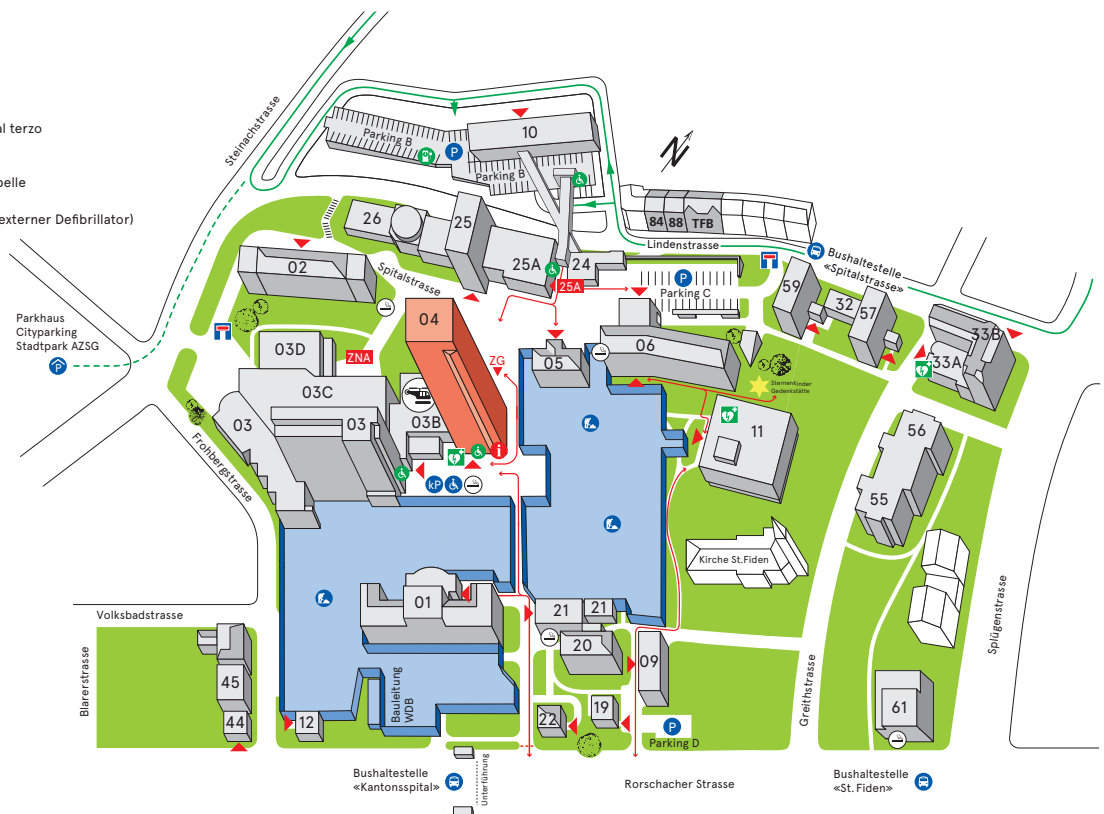 al terzo
elle
externer Defibrillator)
Steinachstrasse
Parking B
P
10
Parking B
N
84 88 TFB
Lindenstrasse
Bushaltestelle
«Spitalstrasse»
26
25
25A
24
25A
P
Parking C
59
32
57
33B
33A
02
Spitalstrasse
04
Parkhaus
Cityparking
Stadtpark AZSG
P
03D
ZNA
ZG
05
06
Sternenkinder
Gedenkstätte
03C
03
03
03B
i
kP
11
56
55
Frohbergstrasse
Kirche St.Fiden
01
21
21
20
09
Volksbadstrasse
Blarerstrasse
45
44
12
Bauleitung
WDB
22
19
P
Parking D
Greithstrasse
Splügenstrasse
61
Bushaltestelle
«Kantonsspital»
Unterführung
Rorschacher Strasse
Bushaltestelle
«St. Fiden»